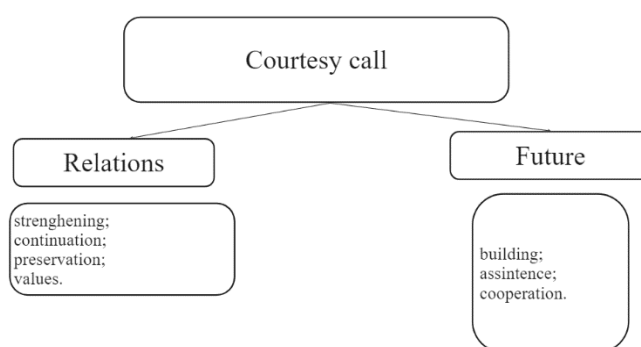 Courtesy call
Relations
strenghening;
continuation;
preservation;
values.
Future
building;
assintence;
cooperation.